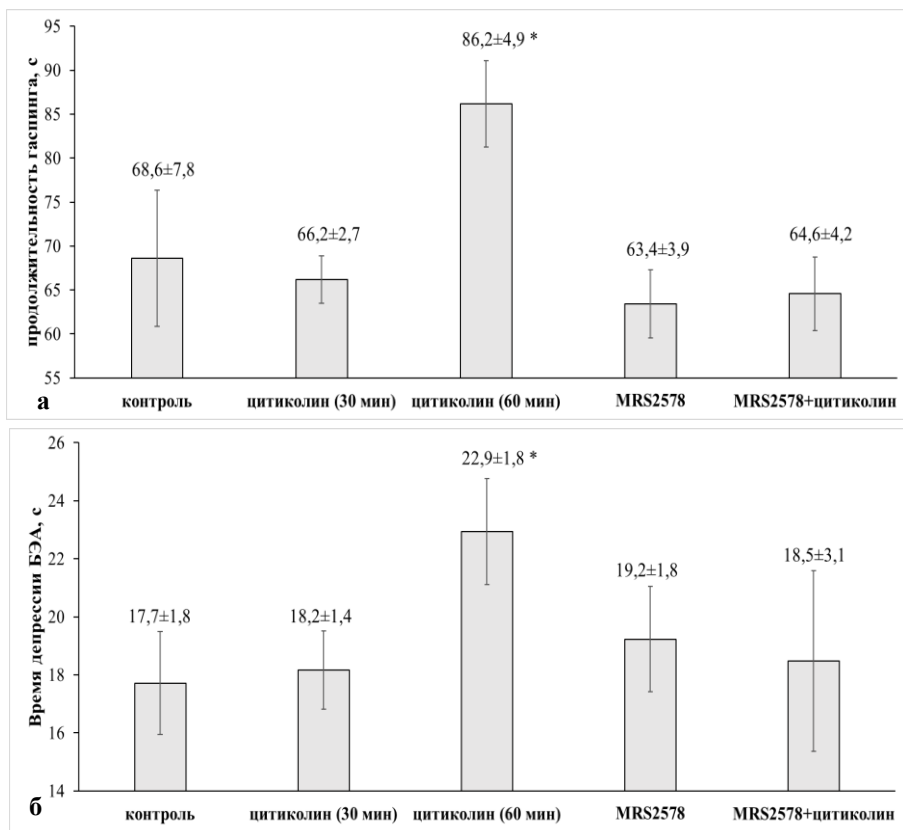 продолжительность гаспинга, с
95
90
85
80
75
70
65
60
55
68,6±7,8
66,2±2,7
86,2±4,9 *
63,4±3,9
64,6±4,2
а
контроль
цитиколин (30 мин)
цитиколин (60 мин)
MRS2578
MRS2578+цитиколин
Время депрессии БЭА, с
26
24
22
20
18
16
14
17,7±1,8
18,2±1,4
22,9±1,8 *
19,2±1,8
18,5±3,1
б
контроль
цитиколин (30 мин)
цитиколин (60 мин)
MRS2578
MRS2578+цитиколин